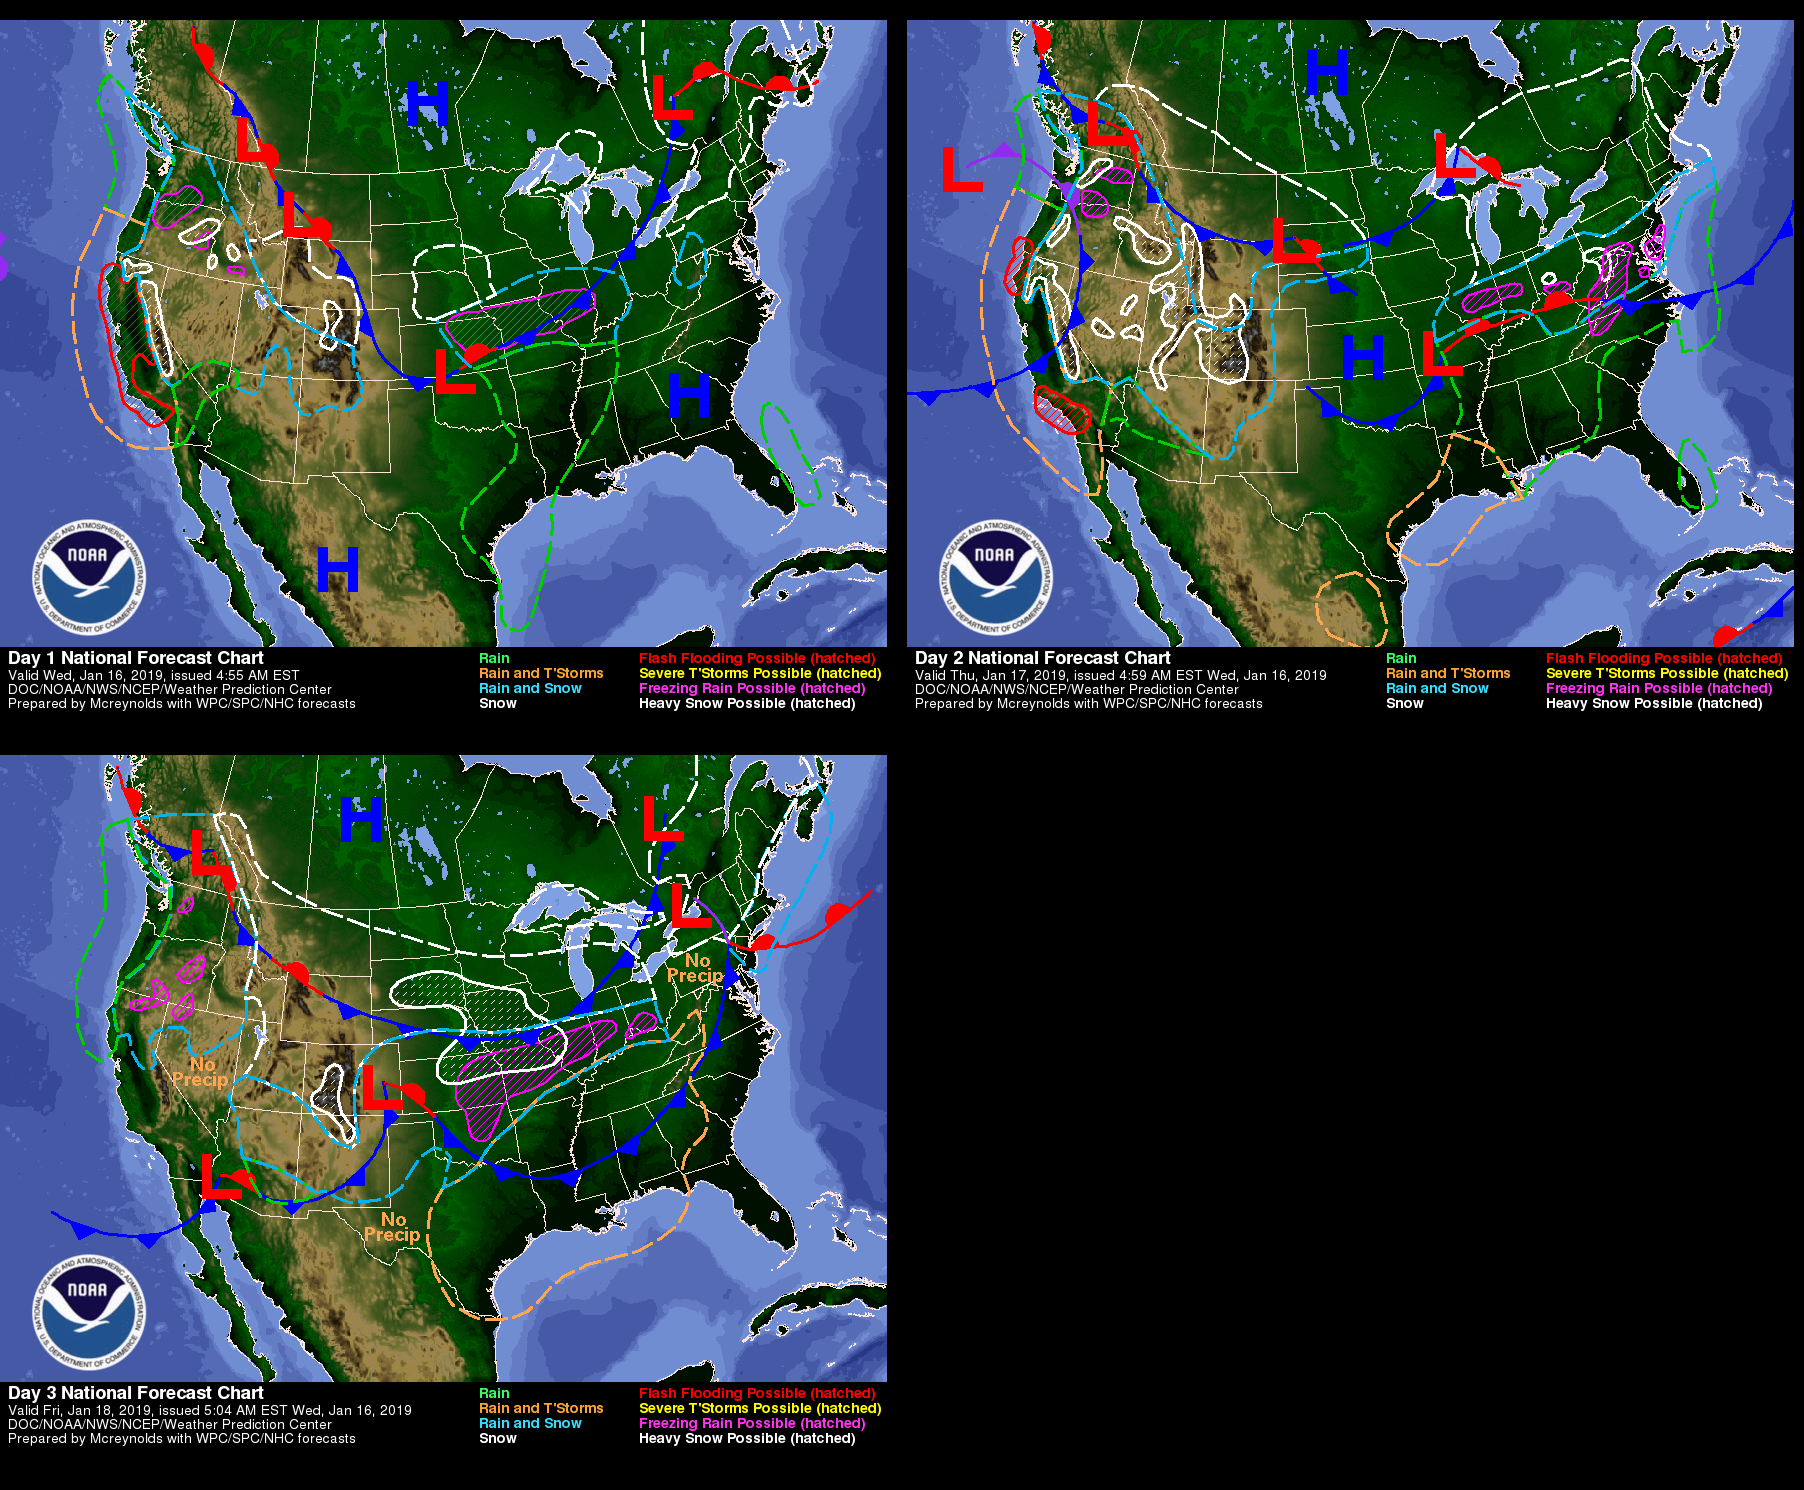 H
L
L
H
L
L
L
H
H
NATIONAL OCEANIC AND ATMOSPHERIC ADMINISTRATION
NOAA
U.S. DEPARTMENT OF COMMERCE
Day 1 National Forecast Chart
Valid Wed, Jan 16, 2019, issued 4:55 AM EST
DOC/NOAA/NWS/NCEP/Weather Prediction Center
Prepared by Mcreynolds with WPC/SPC/NHC forecasts
Rain
Rain and T'Storms
Rain and Snow
Snow
Flash Flooding Possible (hatched)
Severe T'Storms Possible (hatched)
Freezing Rain Possible (hatched)
Heavy Snow Possible (hatched)
L
L
L
L
H
L
NATIONAL OCEANIC AND ATMOSPHERIC ADMINISTRATION
NOAA
U.S. DEPARTMENT OF COMMERCE
Day 2 National Forecast Chart
Valid Thu, Jan 17, 2019, issued 4:59 AM EST Wed, Jan 16, 2019
DOC/NOAA/NWS/NCEP/Weather Prediction Center
Prepared by Mcreynolds with WPC/SPC/NHC forecasts
Rain
Rain and T'Storms
Rain and Snow
Snow
Flash Flooding Possible (hatched)
Severe T'Storms Possible (hatched)
Freezing Rain Possible (hatched)
Heavy Snow Possible (hatched)
H
L
L
L
No
Precip
No
Precip
L
L
No
Precip
NATIONAL OCEANIC AND ATMOSPHERIC ADMINISTRATION
NOAA
U.S. DEPARTMENT OF COMMERCE
Day 3 National Forecast Chart
Valid Fri, Jan 18, 2019, issued 5:04 AM EST Wed, Jan 16, 2019
DOC/NOAA/NWS/NCEP/Weather Prediction Center
Prepared by Mcreynolds with WPC/SPC/NHC forecasts
Rain
Rain and T'Storms
Rain and Snow
Snow
Flash Flooding Possible (hatched)
Severe T'Storms Possible (hatched)
Freezing Rain Possible (hatched)
Heavy Snow Possible (hatched)